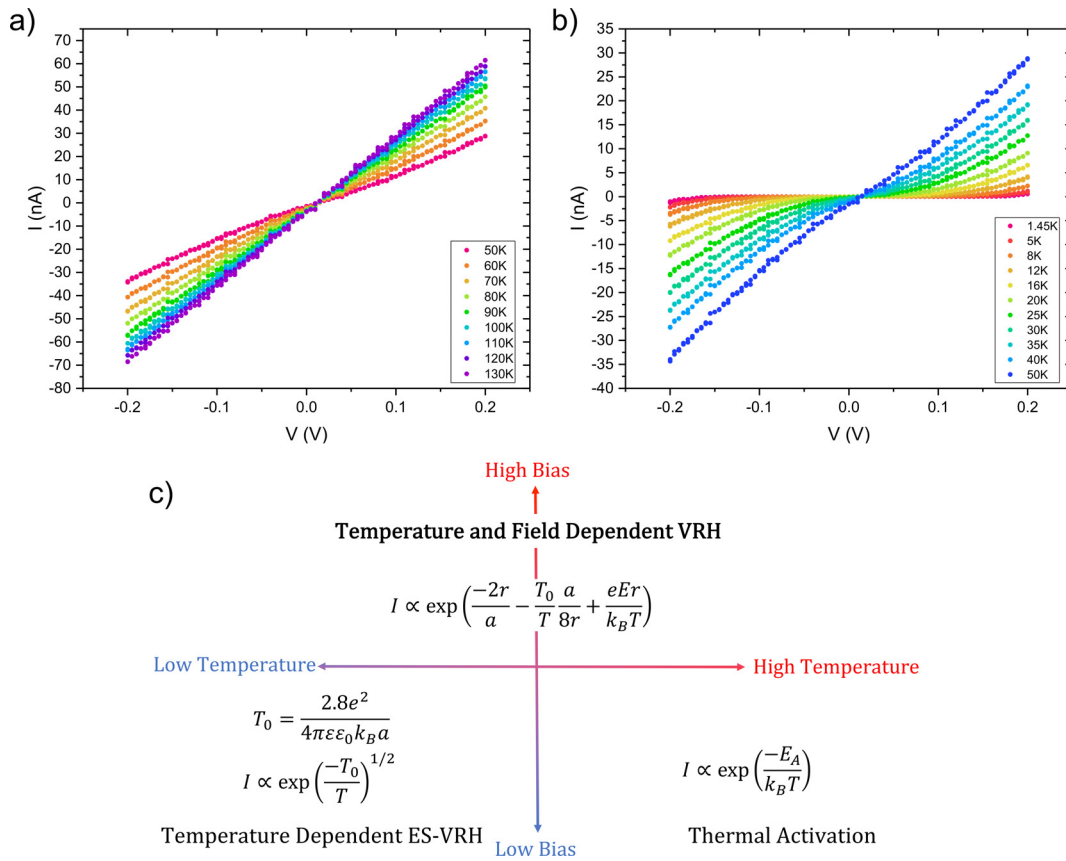 a)
75
70
60
50
40
30
20
10
0
-10
-20
-30
-40
-50
-60
-70
-80
I (nA)
-0.2
-0.1
0.0
0.1
0.2
V (V)
50K
60K
70K
80K
90K
100K
110K
120K
130K
b)
35
30
25
20
15
10
5
0
-5
-10
-15
-20
-25
-30
-35
-40
I (nA)
-0.2
-0.1
0.0
0.1
0.2
V (V)
1.45K
5K
8K
12K
16K
20K
25K
30K
35K
40K
50K
c)
High Bias
Temperature and Field Dependent VRH
I ∝ exp(−2r/a − T₀/T a/8r + eEr/k_BT)
Low Temperature
High Temperature
T₀ = 2.8e²/4πεε₀k_Ba
I ∝ exp(−T₀/T)^1/2
I ∝ exp(−E_A/k_BT)
Temperature Dependent ES-VRH
Thermal Activation
Low Bias